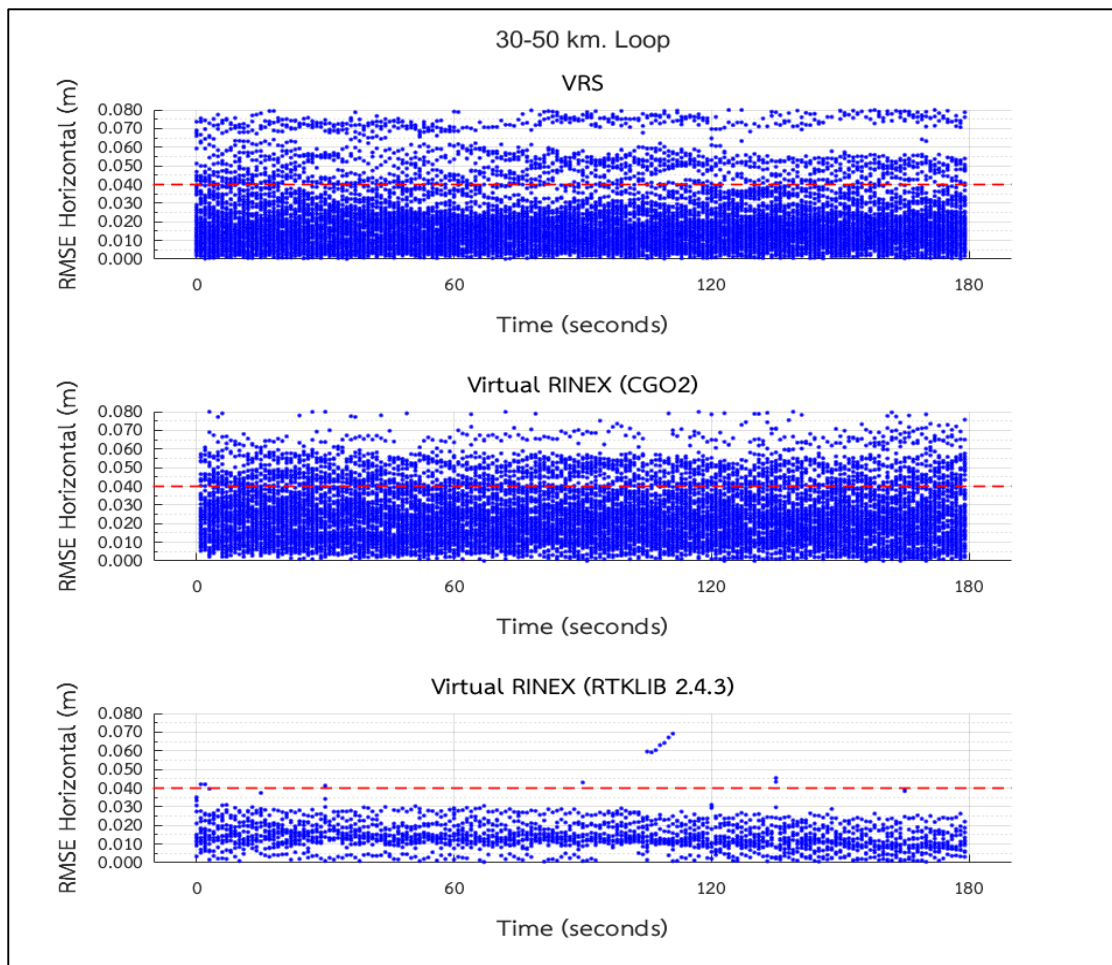 30-50 km. Loop
VRS
RMSE Horizontal (m)
0.080
0.070
0.060
0.050
0.040
0.030
0.020
0.010
0.000
0 60 120 180
Time (seconds)
Virtual RINEX (CGO2)
RMSE Horizontal (m)
0.080
0.070
0.060
0.050
0.040
0.030
0.020
0.010
0.000
0 60 120 180
Time (seconds)
Virtual RINEX (RTKLIB 2.4.3)
RMSE Horizontal (m)
0.080
0.070
0.060
0.050
0.040
0.030
0.020
0.010
0.000
0 60 120 180
Time (seconds)